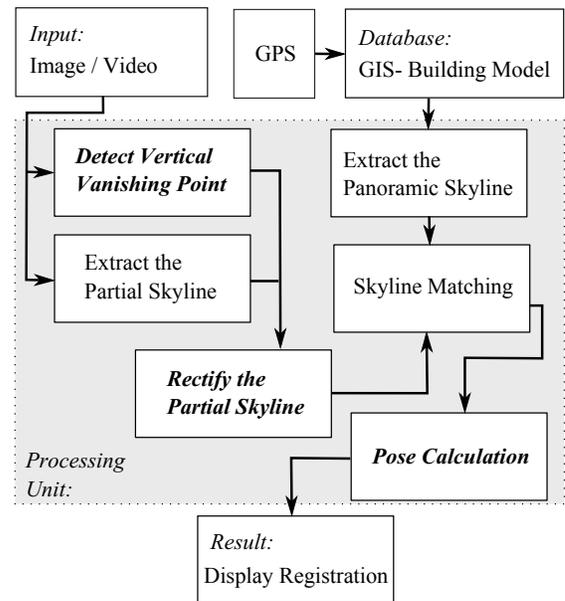 Input:
Image / Video
GPS
Database:
GIS- Building Model
Detect Vertical
Vanishing Point
Extract the
Panoramic Skyline
Extract the
Partial Skyline
Skyline Matching
Rectify the
Partial Skyline
Pose Calculation
Processing
Unit:
Result:
Display Registration